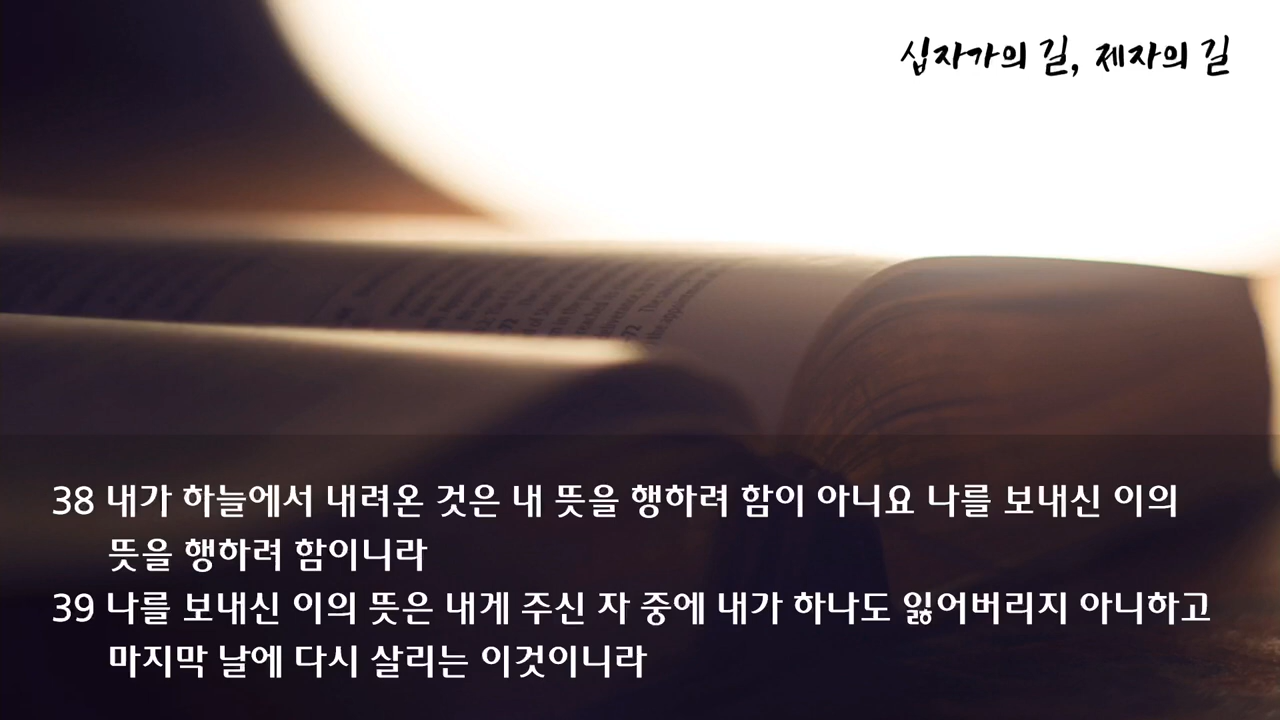 십자가의 길, 제자의 길
38 내가 하늘에서 내려온 것은 내 뜻을 행하려 함이 아니요 나를 보내신 이의
뜻을 행하려 함이니라
39 나를 보내신 이의 뜻은 내게 주신 자 중에 내가 하나도 잃어버리지 아니하고
마지막 날에 다시 살리는 이것이니라